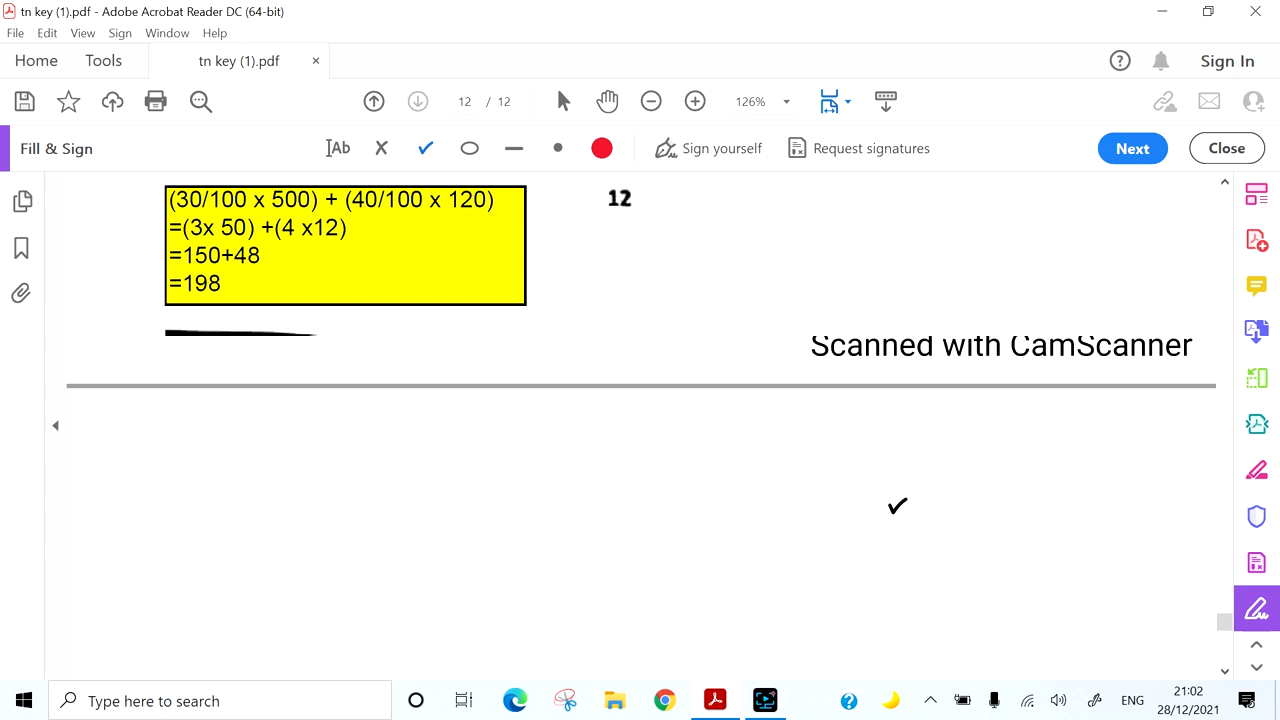 tn key (1).pdf - Adobe Acrobat Reader DC (64-bit)
File Edit View Sign Window Help
Home Tools tn key (1).pdf × Sign In
12 / 12 126%
Fill & Sign Ab Sign yourself Request signatures Next Close
(30/100 x 500) + (40/100 x 120)
=(3x 50) +(4 x12)
=150+48
=198
12
Scanned with CamScanner
Type here to search
ENG
21:02
28/12/2021